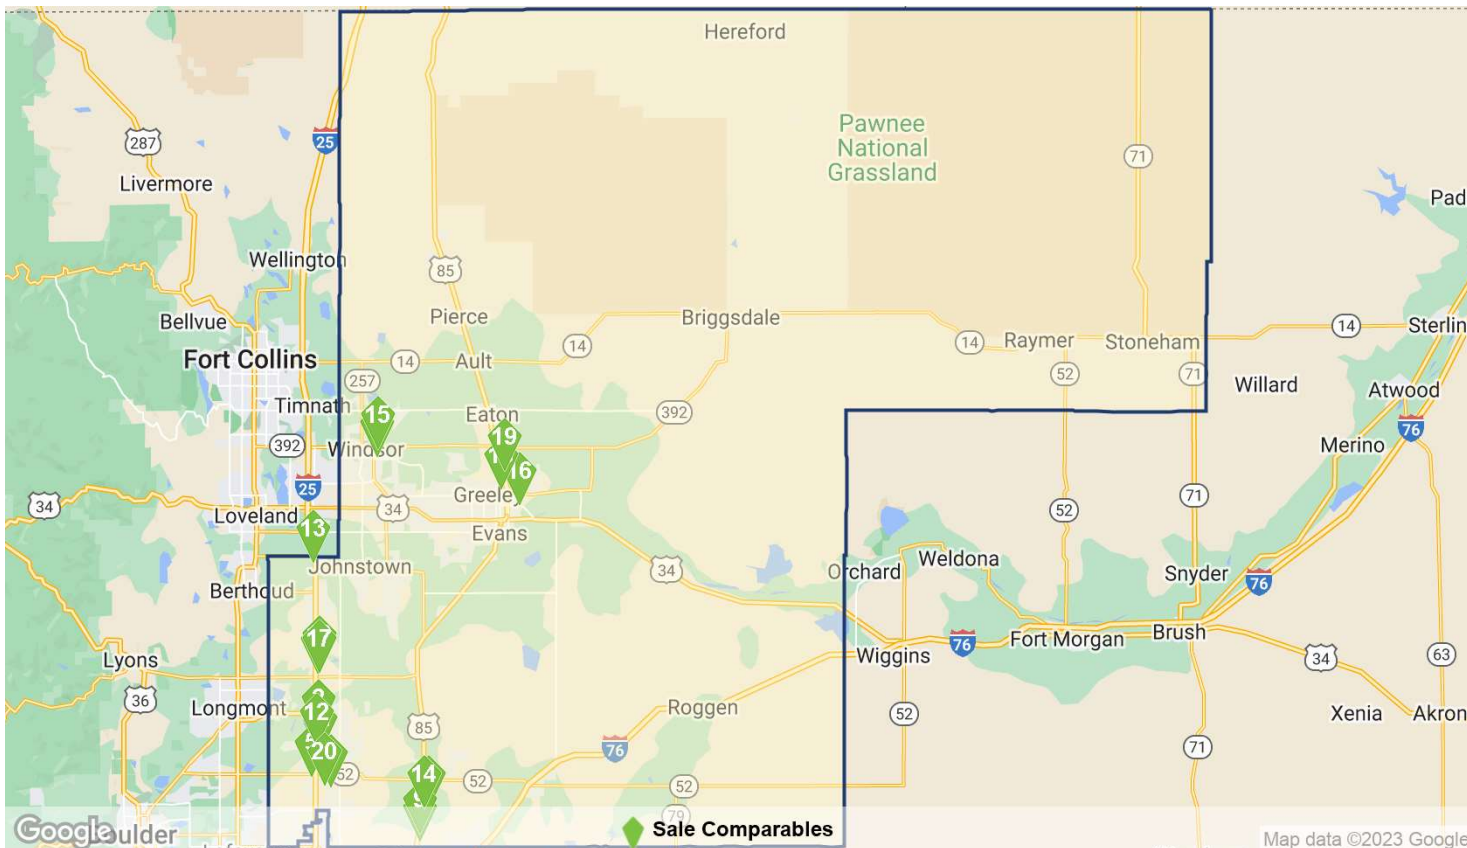 Hereford
25
287
Pawnee
National
Grassland
71
Livermore
Wellington
85
Bellvue
Pierce
Briggsdale
14
Sterlin
Fort Collins
14
Ault
14
14
Raymer
Stoneham
257
52
71
Willard
Atwood
Timnath
15
Eaton
392
76
392
Windsor
19
Merino
16
25
Greeley
34
Loveland
34
52
71
13
Evans
Johnstown
34
Orchard
Weldona
Snyder
76
Berthoud
17
Fort Morgan
Brush
Lyons
Wiggins
76
34
63
36
Longmont
12
85
Roggen
52
Xenia
Akron
20
76
71
52
14
52
52
79
Google
Boulder
Sale Comparables
Map data ©2023 Google